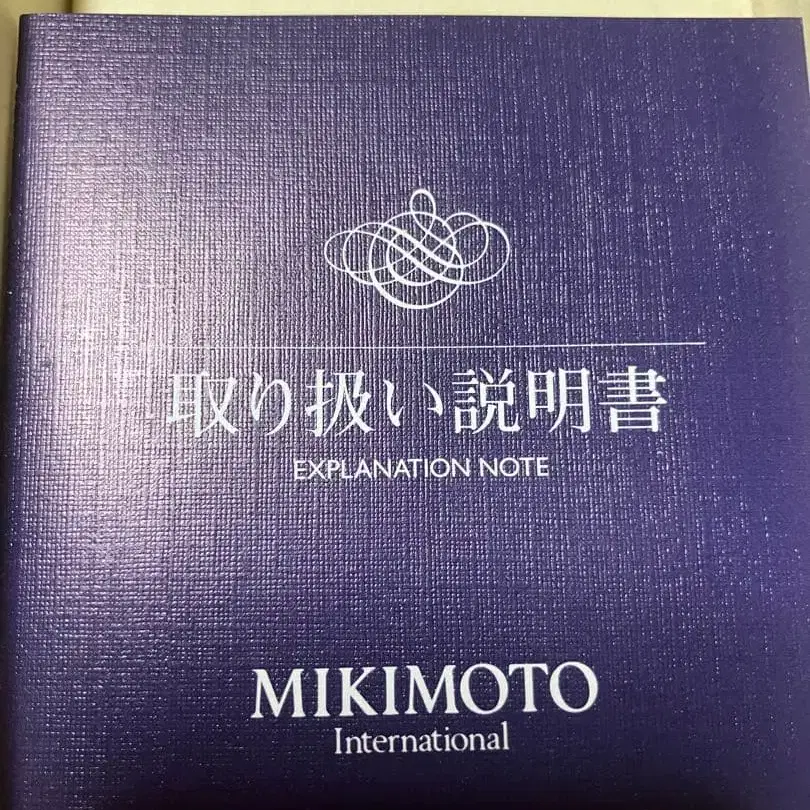 取り扱い説明書
EXPLANATION NOTE
MIKIMOTO
International